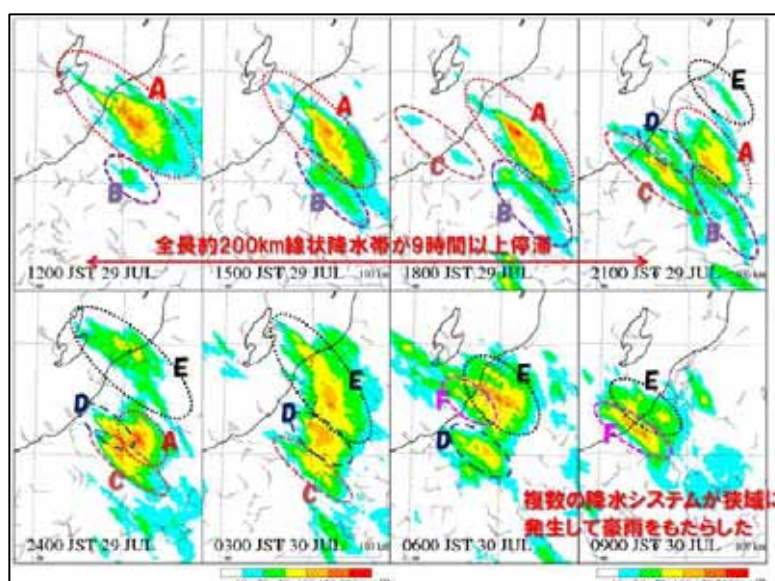 A
B
1200 JST 29 JUL
A
B
1500 JST 29 JUL
A
C
B
1800 JST 29 JUL
E
D
A
C
B
2100 JST 29 JUL
全長約200km線状降水帯が9時間以上停滞
E
D
A
C
2400 JST 29 JUL
E
D
C
0300 JST 30 JUL
E
F
D
0600 JST 30 JUL
E
F
0900 JST 30 JUL
複数の降水システムが狭域に
発生して豪雨をもたらした